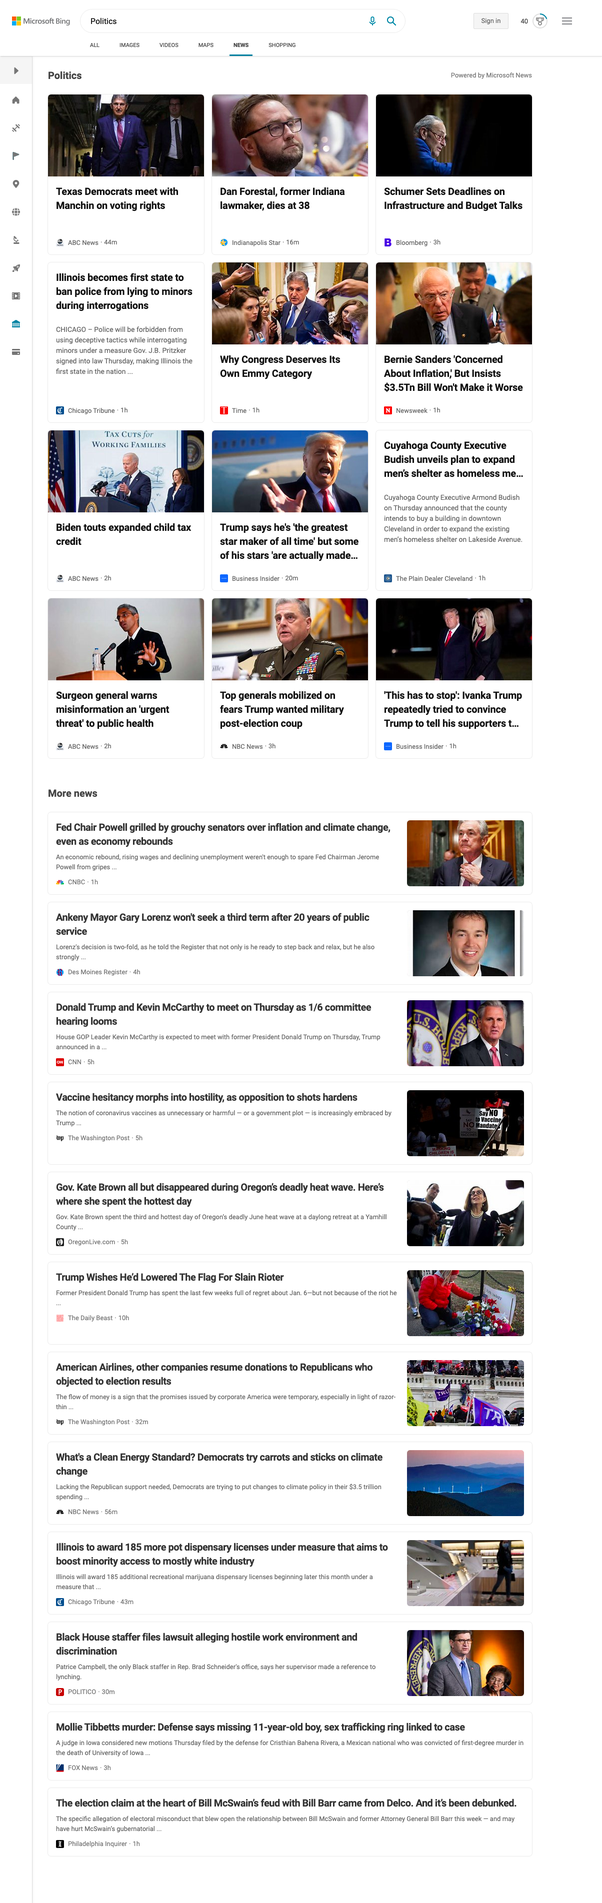 Microsoft Bing
Politics
Sign in
40
ALL
IMAGES
VIDEOS
MAPS
NEWS
SHOPPING
Politics
Powered by Microsoft News
Texas Democrats meet with
Manchin on voting rights
ABC News · 44m
Dan Forestal, former Indiana
lawmaker, dies at 38
Indianapolis Star · 16m
Schumer Sets Deadlines on
Infrastructure and Budget Talks
Bloomberg · 3h
Illinois becomes first state to
ban police from lying to minors
during interrogations
CHICAGO – Police will be forbidden from
using deceptive tactics while interrogating
minors under a measure Gov. J.B. Pritzker
signed into law Thursday, making Illinois the
first state in the nation ...
Chicago Tribune · 1h
Why Congress Deserves Its
Own Emmy Category
Time · 1h
Bernie Sanders 'Concerned
About Inflation,' But Insists
$3.5Tn Bill Won't Make it Worse
Newsweek · 1h
TAX CUTS for
WORKING FAMILIES
Biden touts expanded child tax
credit
ABC News · 2h
Trump says he's 'the greatest
star maker of all time' but some
of his stars 'are actually made...
Business Insider · 20m
Cuyahoga County Executive
Budish unveils plan to expand
men's shelter as homeless me...
Cuyahoga County Executive Armond Budish
on Thursday announced that the county
intends to buy a building in downtown
Cleveland in order to expand the existing
men's homeless shelter on Lakeside Avenue.
The Plain Dealer Cleveland · 1h
Surgeon general warns
misinformation an 'urgent
threat' to public health
ABC News · 2h
Top generals mobilized on
fears Trump wanted military
post-election coup
NBC News · 3h
'This has to stop': Ivanka Trump
repeatedly tried to convince
Trump to tell his supporters t...
Business Insider · 1h
More news
Fed Chair Powell grilled by grouchy senators over inflation and climate change,
even as economy rebounds
An economic rebound, rising wages and declining unemployment weren't enough to spare Fed Chairman Jerome
Powell from gripes ...
CNBC · 1h
Ankeny Mayor Gary Lorenz won't seek a third term after 20 years of public
service
Lorenz's decision is two-fold, as he told the Register that not only is he ready to step back and relax, but he also
strongly ...
Des Moines Register · 4h
Donald Trump and Kevin McCarthy to meet on Thursday as 1/6 committee
hearing looms
House GOP Leader Kevin McCarthy is expected to meet with former President Donald Trump on Thursday, Trump
announced in a ...
CNN · 5h
Vaccine hesitancy morphs into hostility, as opposition to shots hardens
The notion of coronavirus vaccines as unnecessary or harmful — or a government plot — is increasingly embraced by
Trump ...
The Washington Post · 5h
Say NO
to Vaccine
Mandates
Gov. Kate Brown all but disappeared during Oregon's deadly heat wave. Here's
where she spent the hottest day
Gov. Kate Brown spent the third and hottest day of Oregon's deadly June heat wave at a daylong retreat at a Yamhill
County ...
OregonLive.com · 5h
Trump Wishes He'd Lowered The Flag For Slain Rioter
Former President Donald Trump has spent the last few weeks full of regret about Jan. 6—but not because of the riot he
...
The Daily Beast · 10h
American Airlines, other companies resume donations to Republicans who
objected to election results
The flow of money is a sign that the promises issued by corporate America were temporary, especially in light of razor-
thin ...
The Washington Post · 32m
What's a Clean Energy Standard? Democrats try carrots and sticks on climate
change
Lacking the Republican support needed, Democrats are trying to put changes to climate policy in their $3.5 trillion
spending ...
NBC News · 56m
Illinois to award 185 more pot dispensary licenses under measure that aims to
boost minority access to mostly white industry
Illinois will award 185 additional recreational marijuana dispensary licenses beginning later this month under a
measure that ...
Chicago Tribune · 43m
Black House staffer files lawsuit alleging hostile work environment and
discrimination
Patrice Campbell, the only Black staffer in Rep. Brad Schneider's office, says her supervisor made a reference to
lynching.
POLITICO · 30m
Mollie Tibbetts murder: Defense says missing 11-year-old boy, sex trafficking ring linked to case
A judge in Iowa considered new motions Thursday filed by the defense for Cristhian Bahena Rivera, a Mexican national who was convicted of first-degree murder in
the death of University of Iowa ...
FOX News · 3h
The election claim at the heart of Bill McSwain's feud with Bill Barr came from Delco. And it's been debunked.
The specific allegation of electoral misconduct that blew open the relationship between Bill McSwain and former Attorney General Bill Barr this week — and may
have hurt McSwain's gubernatorial ...
Philadelphia Inquirer · 1h